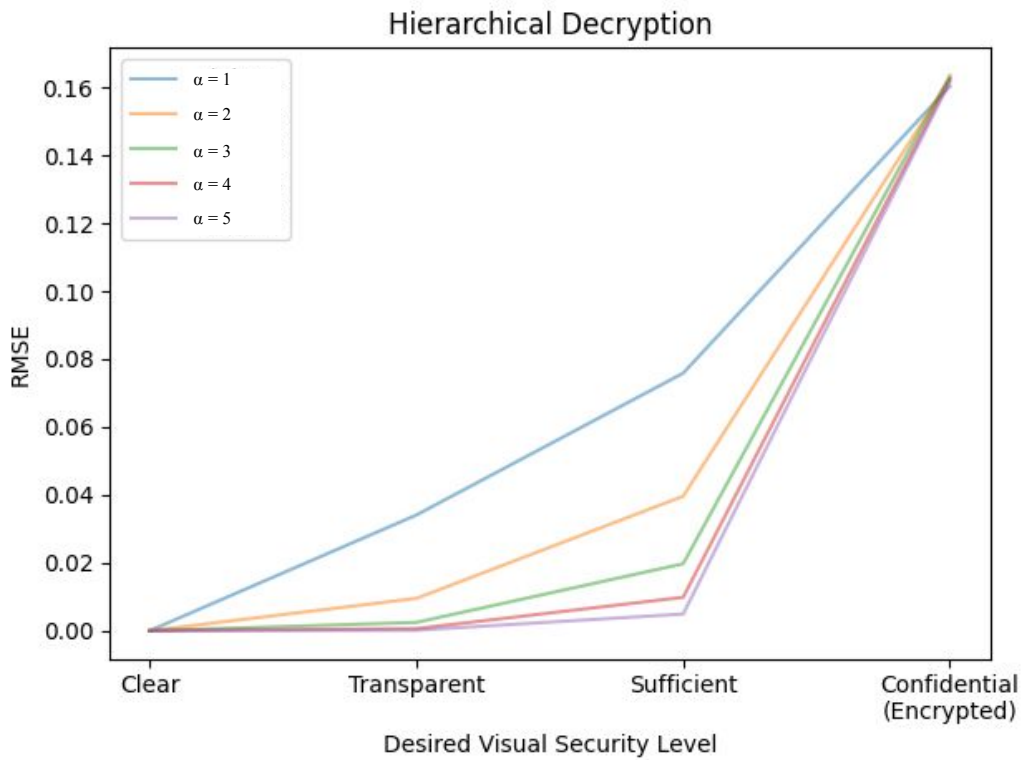 Hierarchical Decryption
α = 1
α = 2
α = 3
α = 4
α = 5
0.16
0.14
0.12
0.10
0.08
0.06
0.04
0.02
0.00
RMSE
Clear Transparent Sufficient Confidential
(Encrypted)
Desired Visual Security Level